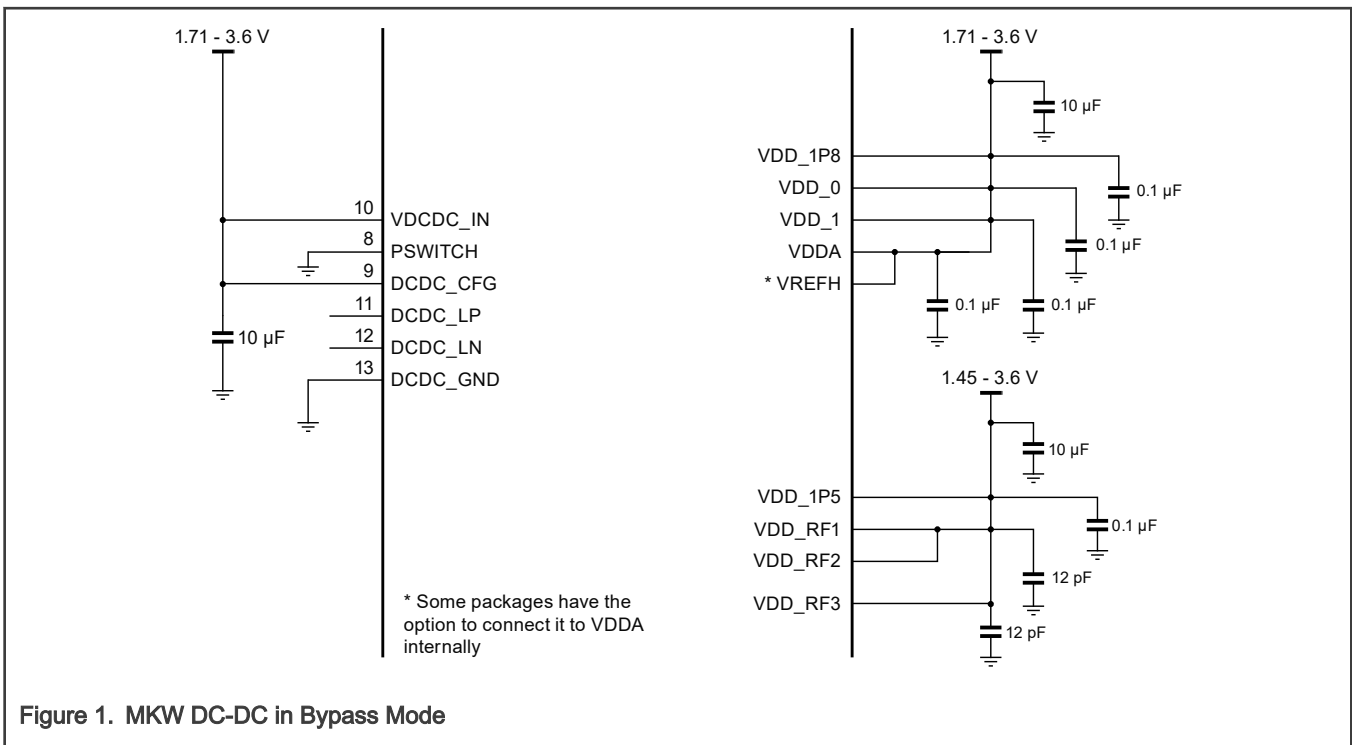 1.71 - 3.6 V
10
VDCDC_IN
8
PSWITCH
9
DCDC_CFG
11
DCDC_LP
10 µF
12
DCDC_LN
13
DCDC_GND
* Some packages have the
option to connect it to VDDA
internally
1.71 - 3.6 V
10 µF
VDD_1P8
0.1 µF
VDD_0
VDD_1
0.1 µF
VDDA
* VREFH
0.1 µF
0.1 µF
1.45 - 3.6 V
10 µF
VDD_1P5
0.1 µF
VDD_RF1
VDD_RF2
12 pF
VDD_RF3
12 pF
Figure 1. MKW DC-DC in Bypass Mode